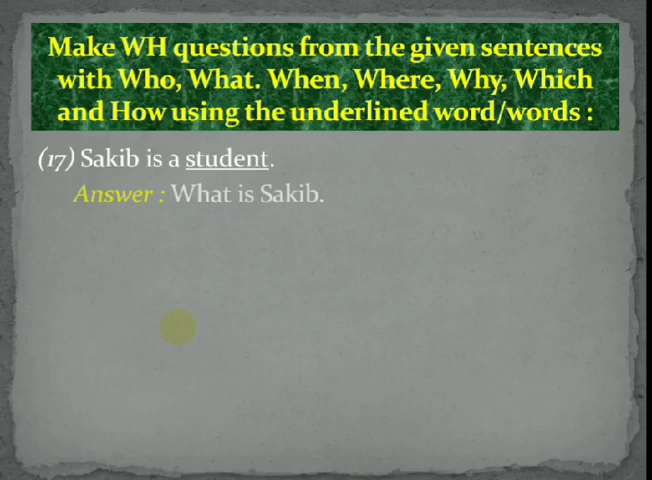 Make WH questions from the given sentences
with Who, What. When, Where, Why, Which
and How using the underlined word/words :
(17) Sakib is a student.
Answer : What is Sakib.